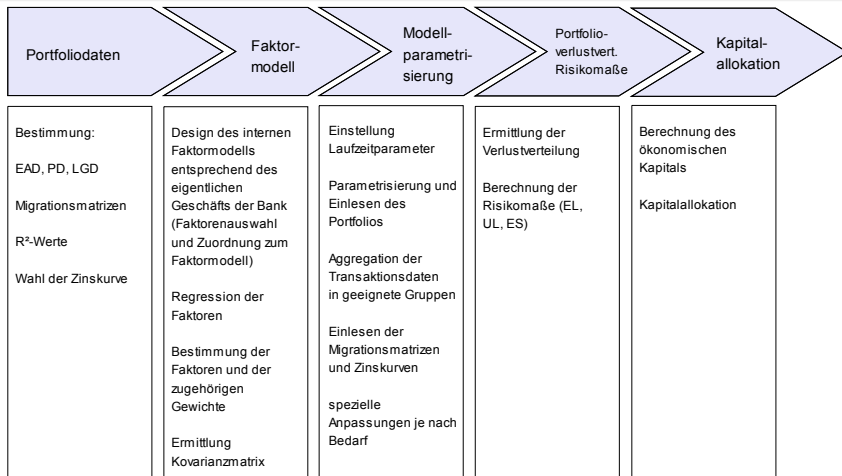 Portfoliodaten
Faktor-
modell
Modell-
parametri-
sierung
Portfolio-
verlustvert.
Risikomaße
Kapital-
allokation
Bestimmung:
EAD, PD, LGD
Migrationsmatrizen
R²-Werte
Wahl der Zinskurve
Design des internen
Faktormodells
entsprechend des
eigentlichen
Geschäfts der Bank
(Faktorenauswahl
und Zuordnung zum
Faktormodell)
Regression der
Faktoren
Bestimmung der
Faktoren und der
zugehörigen
Gewichte
Ermittlung
Kovarianzmatrix
Einstellung
Laufzeitparameter
Parametrisierung und
Einlesen des
Portfolios
Aggregation der
Transaktionsdaten
in geeignete Gruppen
Einlesen der
Migrationsmatrizen
und Zinskurven
spezielle
Anpassungen je nach
Bedarf
Ermittlung der
Verlustverteilung
Berechnung der
Risikomaße (EL,
UL, ES)
Berechnung des
ökonomischen
Kapitals
Kapitalallokation